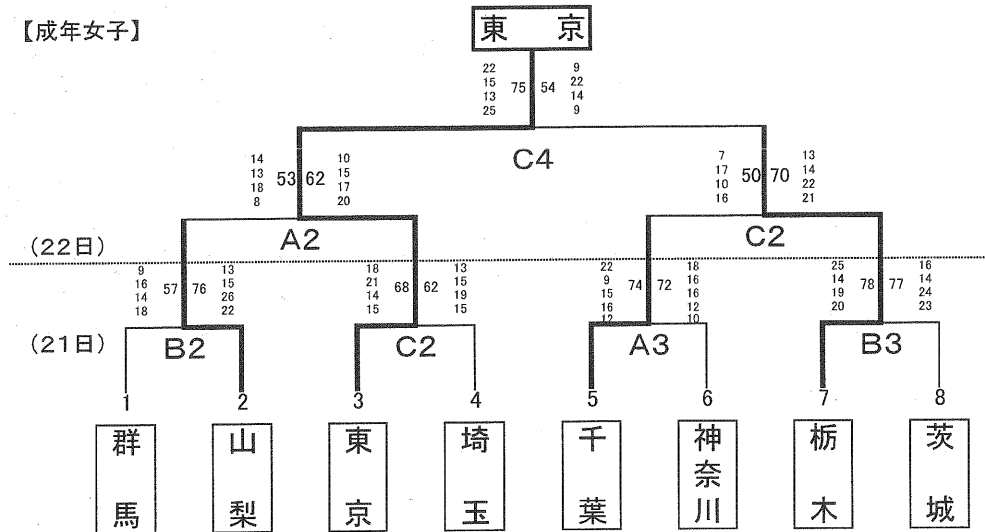 【成年女子】
東 京
22 9
15 75 54 22
13 14
25 9
C4
14 10
13 53 62 15
18 17
8 20
7 13
17 50 70 14
10 22
16 21
A2
C2
(22日)
9 13
16 57 76 15
14 26
18 22
18 13
21 68 62 15
14 19
15 15
22 18
9 74 72 16
15 16
16 12
12 10
25 16
14 78 77 14
19 24
20 23
(21日)
B2
C2
A3
B3
1 2 3 4 5 6 7 8
群馬
山梨
東京
埼玉
千葉
神奈川
栃木
茨城